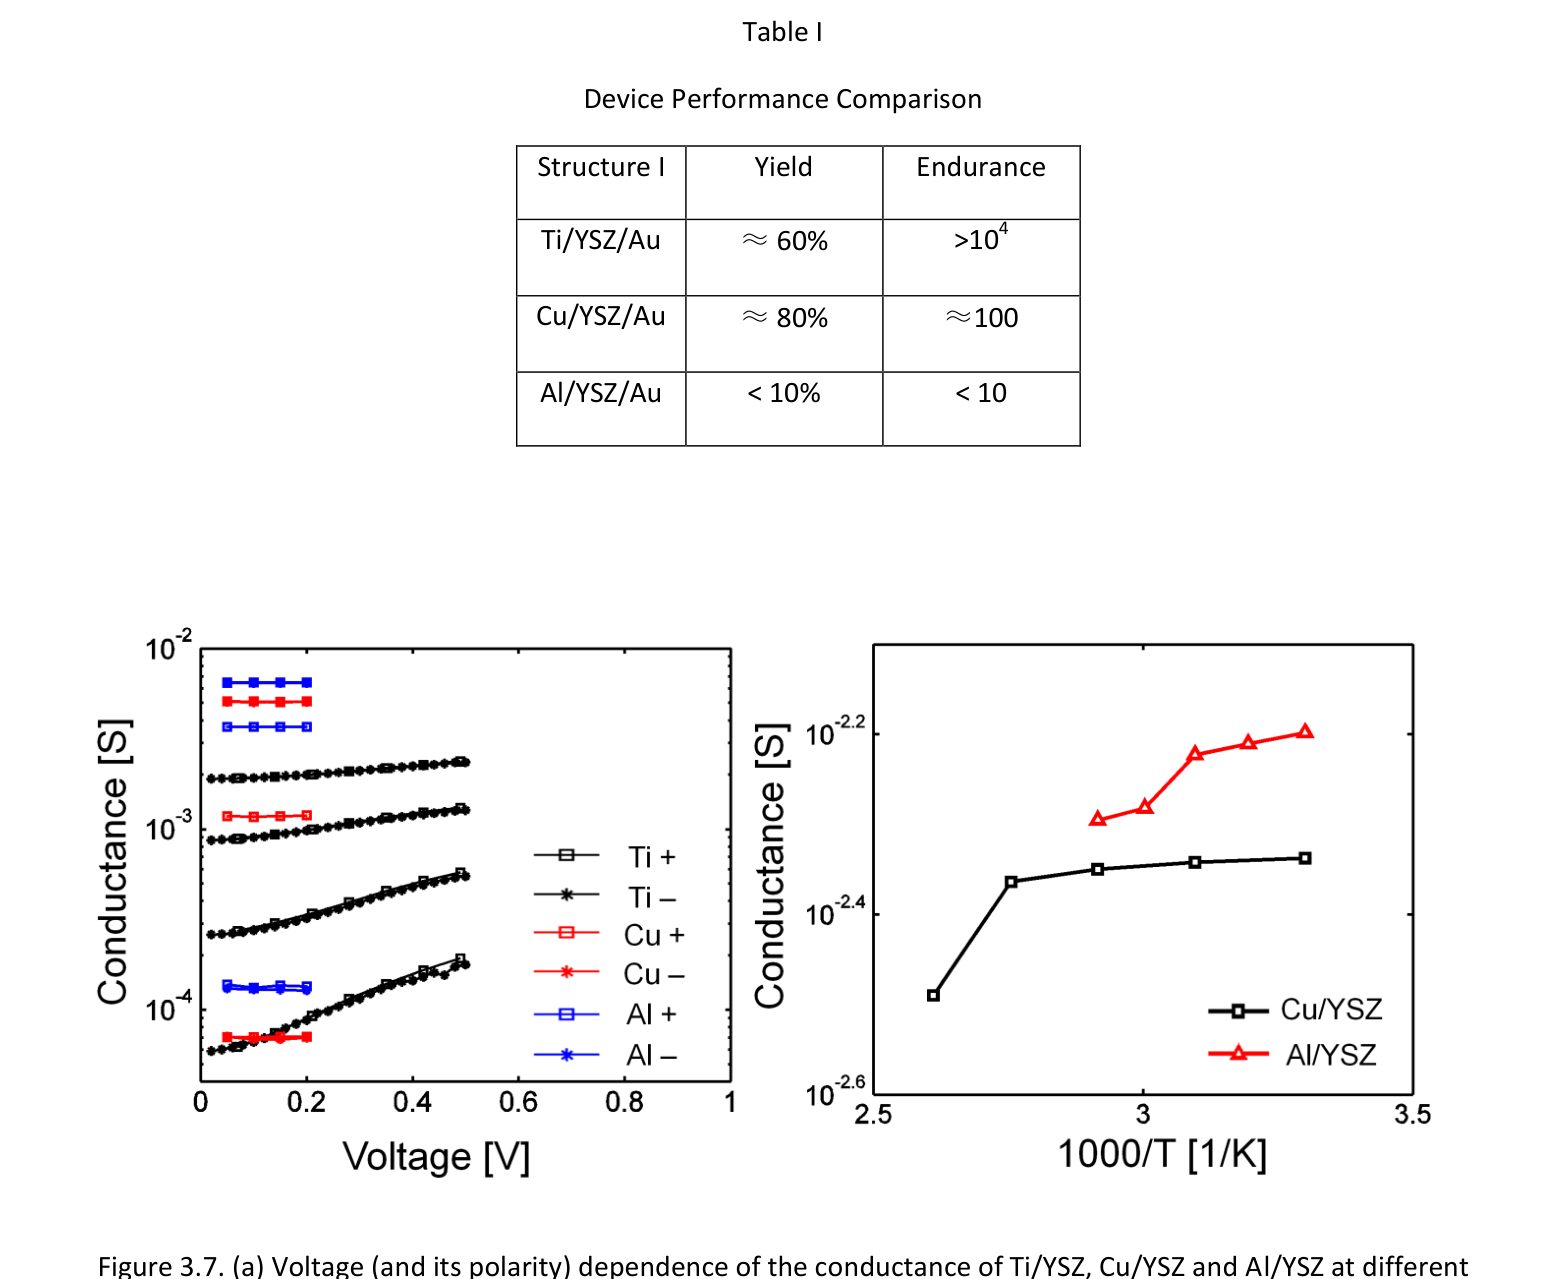 Table I
Device Performance Comparison
Structure I Yield Endurance
Ti/YSZ/Au ≈ 60% >10⁴
Cu/YSZ/Au ≈ 80% ≈100
Al/YSZ/Au < 10% < 10
10⁻²
10⁻³
10⁻⁴
Conductance [S]
0 0.2 0.4 0.6 0.8 1
Voltage [V]
Ti +
Ti –
Cu +
Cu –
Al +
Al –
10⁻²·²
10⁻²·⁴
10⁻²·⁶
Conductance [S]
2.5 3 3.5
1000/T [1/K]
Cu/YSZ
Al/YSZ
Figure 3.7. (a) Voltage (and its polarity) dependence of the conductance of Ti/YSZ, Cu/YSZ and Al/YSZ at different